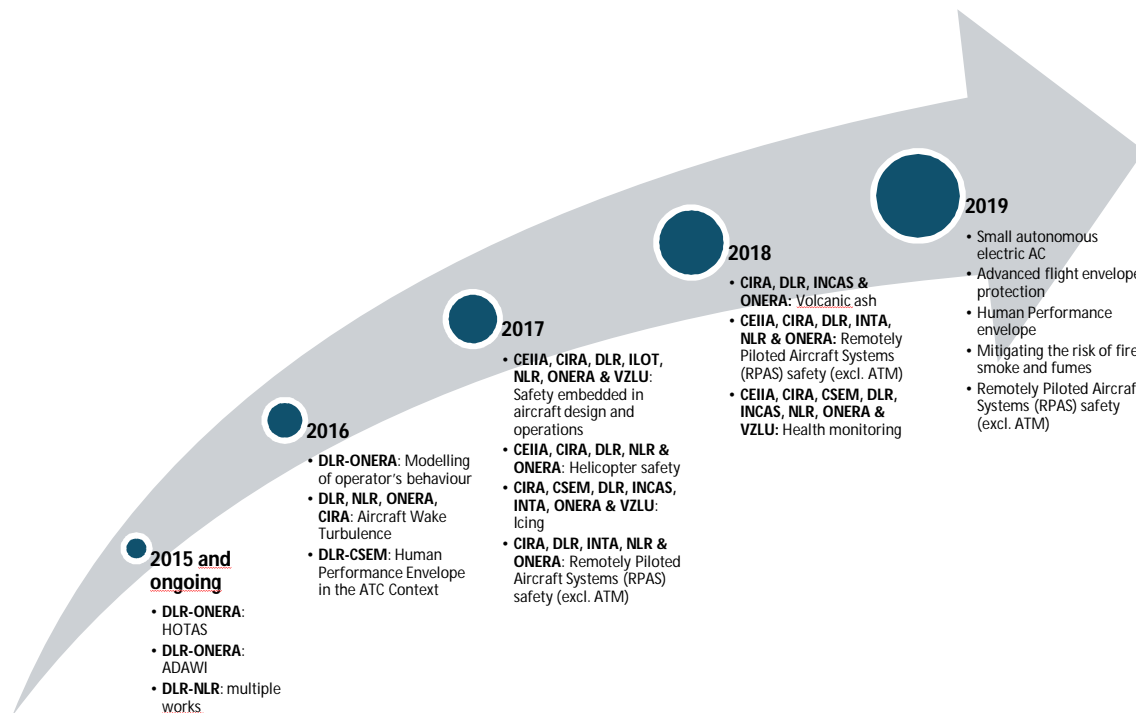 2015 and
ongoing
• DLR-ONERA:
HOTAS
• DLR-ONERA:
ADAWI
• DLR-NLR: multiple
works
2016
• DLR-ONERA: Modelling
of operator's behaviour
• DLR, NLR, ONERA,
CIRA: Aircraft Wake
Turbulence
• DLR-CSEM: Human
Performance Envelope
in the ATC Context
2017
• CEIIA, CIRA, DLR, ILOT,
NLR, ONERA & VZLU:
Safety embedded in
aircraft design and
operations
• CEIIA, CIRA, DLR, NLR &
ONERA: Helicopter safety
• CIRA, CSEM, DLR, INCAS,
INTA, ONERA & VZLU:
Icing
• CIRA, DLR, INTA, NLR &
ONERA: Remotely Piloted
Aircraft Systems (RPAS)
safety (excl. ATM)
2018
• CIRA, DLR, INCAS &
ONERA: Volcanic ash
• CEIIA, CIRA, DLR, INTA,
NLR & ONERA: Remotely
Piloted Aircraft Systems
(RPAS) safety (excl. ATM)
• CEIIA, CIRA, CSEM, DLR,
INCAS, NLR, ONERA &
VZLU: Health monitoring
2019
• Small autonomous
electric AC
• Advanced flight envelope
protection
• Human Performance
envelope
• Mitigating the risk of fire
smoke and fumes
• Remotely Piloted Aircraf
Systems (RPAS) safety
(excl. ATM)